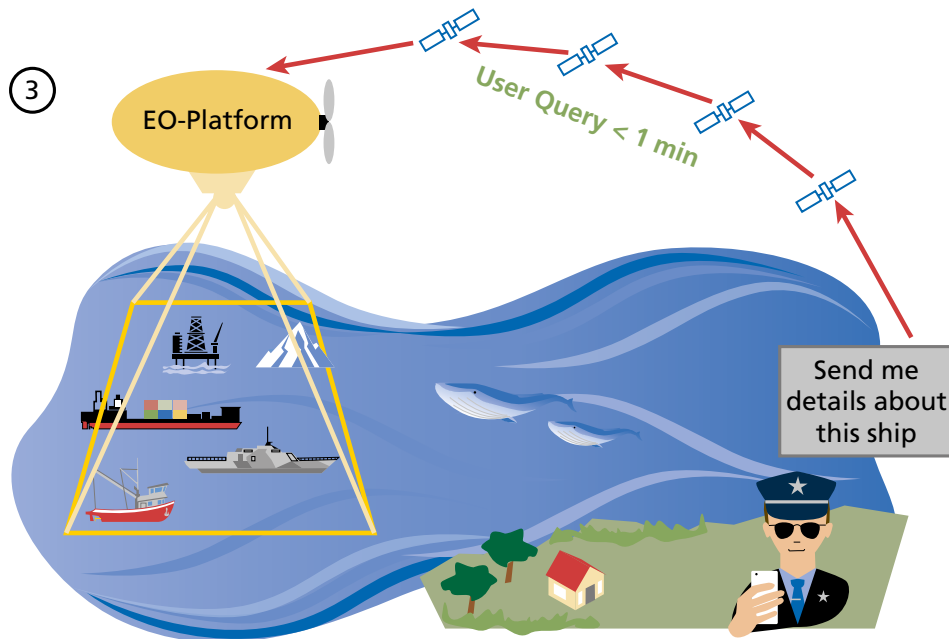 3
EO-Platform
User Query < 1 min
Send me
details about
this ship